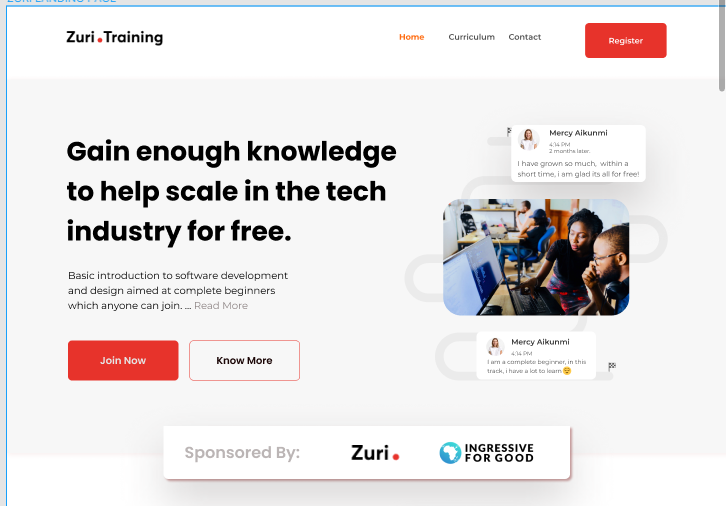 ZURI LANDING PAGE
Zuri.Training
Home
Curriculum
Contact
Register
Gain enough knowledge
to help scale in the tech
industry for free.
Basic introduction to software development
and design aimed at complete beginners
which anyone can join. ... Read More
Join Now
Know More
Mercy Aikunmi
4:14 PM
2 months later.
I have grown so much, within a
short time, i am glad its all for free!
Mercy Aikunmi
4:14 PM
I am a complete beginner, in this
track, i have a lot to learn 😌
Sponsored By:
Zuri.
INGRESSIVE
FOR GOOD